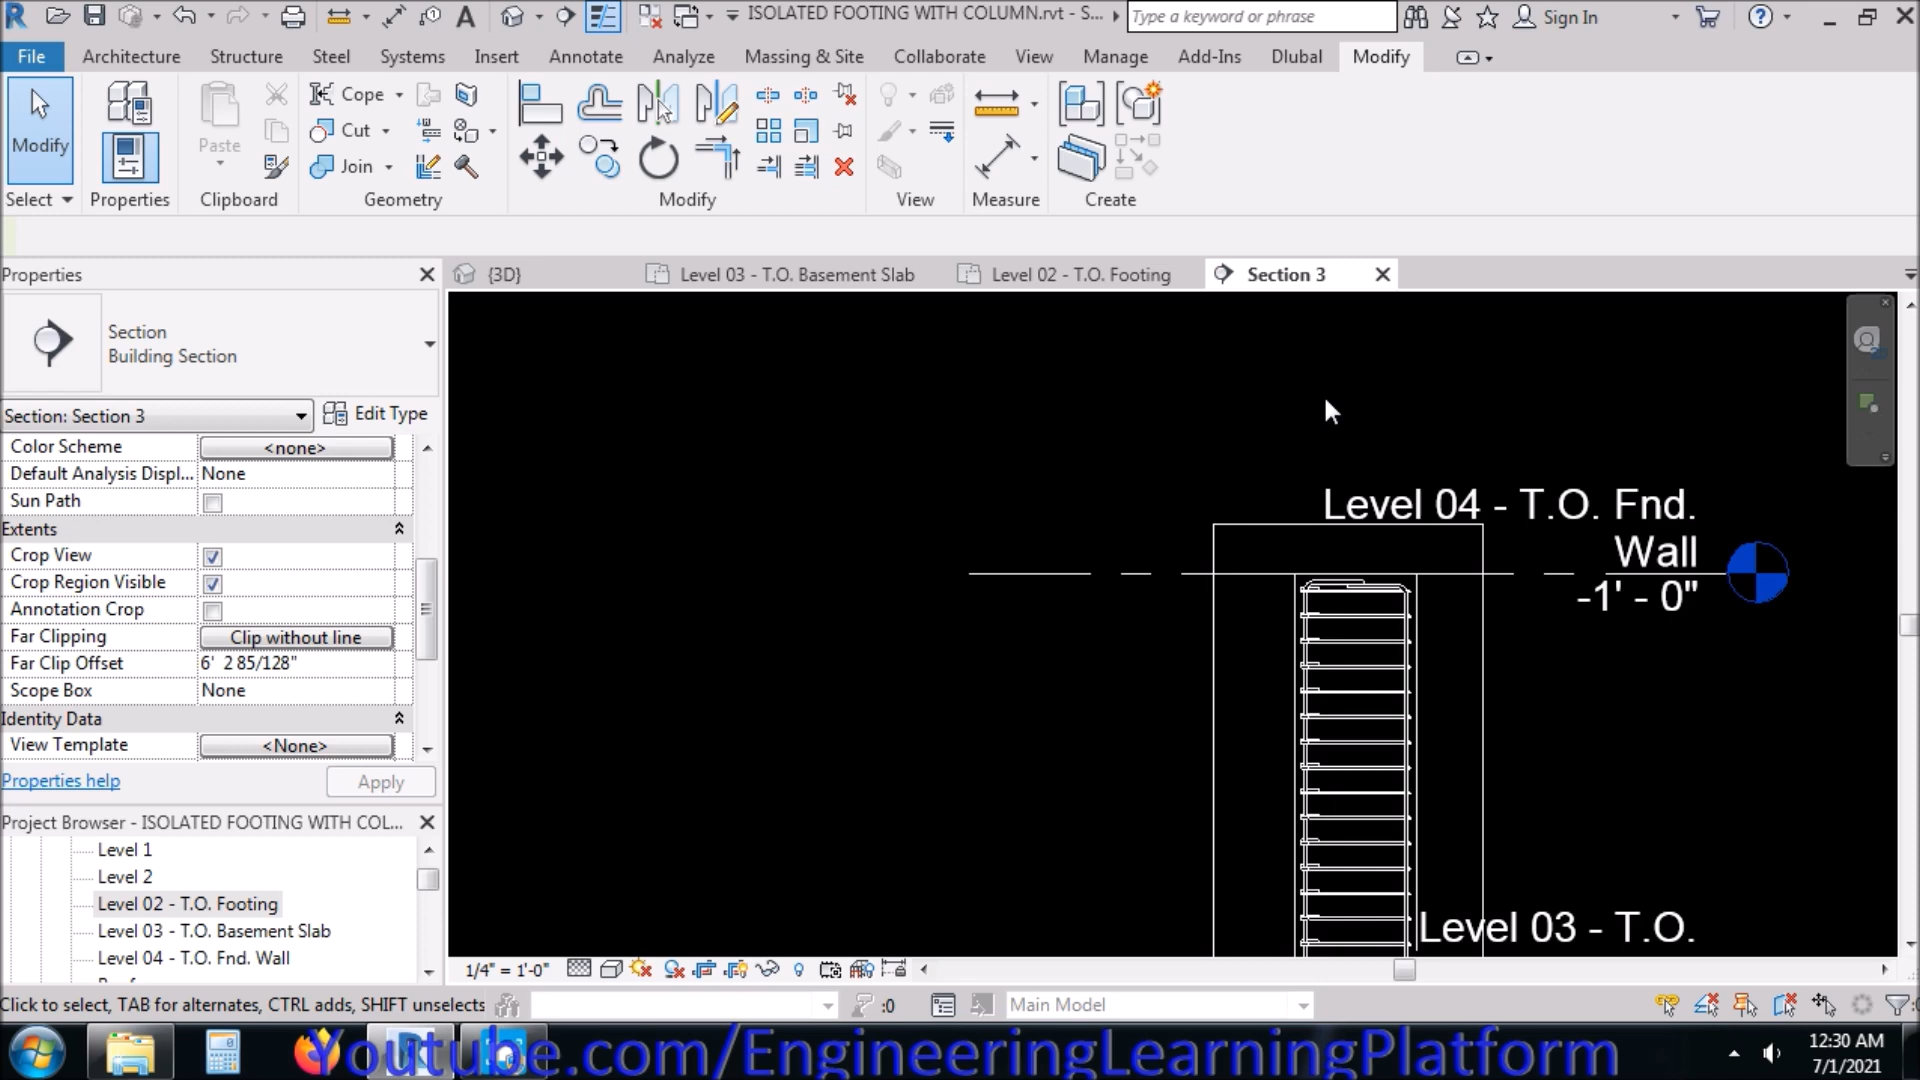 ISOLATED FOOTING WITH COLUMN.rvt - S...
Type a keyword or phrase
Sign In
File
Architecture
Structure
Steel
Systems
Insert
Annotate
Analyze
Massing & Site
Collaborate
View
Manage
Add-Ins
Dlubal
Modify
Modify
Paste
Cope
Cut
Join
Select
Properties
Clipboard
Geometry
Modify
View
Measure
Create
Properties
{3D}
Level 03 - T.O. Basement Slab
Level 02 - T.O. Footing
Section 3
Section
Building Section
Section: Section 3
Edit Type
Color Scheme
<none>
Default Analysis Displ...
None
Sun Path
Extents
Crop View
Crop Region Visible
Annotation Crop
Far Clipping
Clip without line
Far Clip Offset
6' 2 85/128"
Scope Box
None
Identity Data
View Template
<None>
Properties help
Apply
Level 04 - T.O. Fnd.
Wall
-1' - 0"
Level 03 - T.O.
Project Browser - ISOLATED FOOTING WITH COL...
Level 1
Level 2
Level 02 - T.O. Footing
Level 03 - T.O. Basement Slab
Level 04 - T.O. Fnd. Wall
1/4" = 1'-0"
Click to select, TAB for alternates, CTRL adds, SHIFT unselects
:0
Main Model
Youtube.com/EngineeringLearningPlatform
12:30 AM
7/1/2021